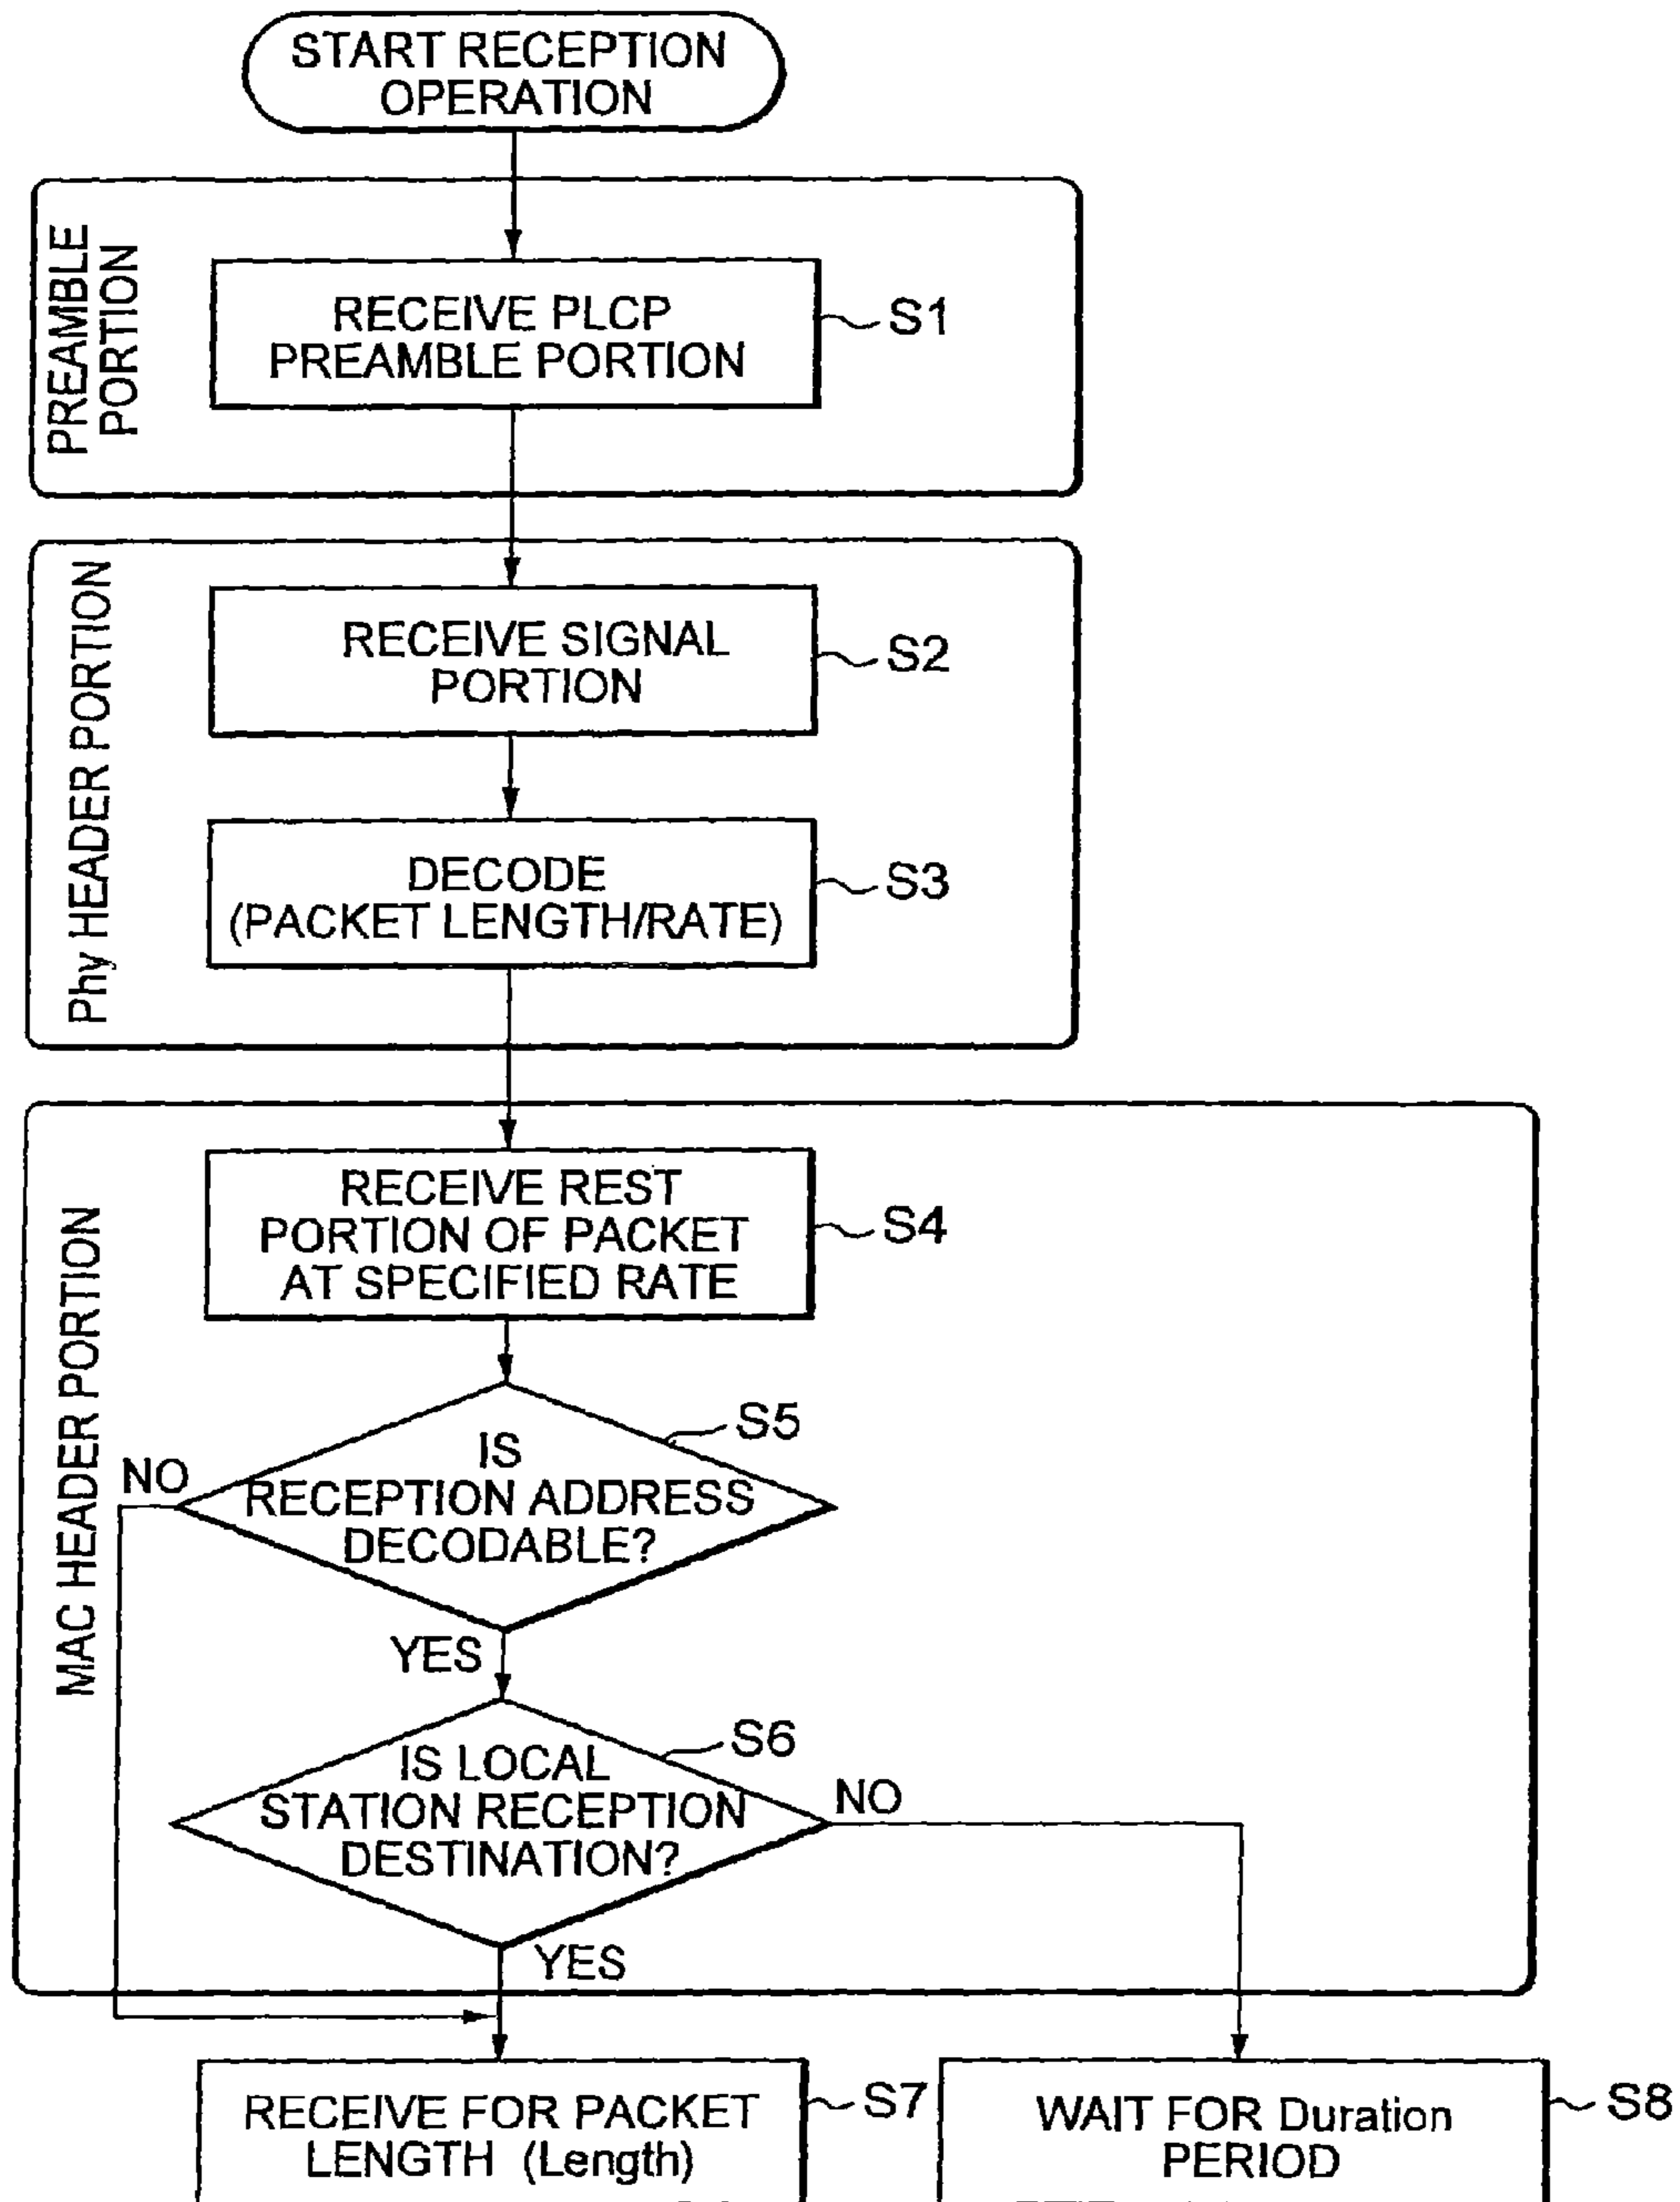 START RECEPTION
OPERATION
PREAMBLE
PORTION
RECEIVE PLCP
PREAMBLE PORTION
S1
Phy HEADER PORTION
RECEIVE SIGNAL
PORTION
S2
DECODE
(PACKET LENGTH/RATE)
S3
MAC HEADER PORTION
RECEIVE REST
PORTION OF PACKET
AT SPECIFIED RATE
S4
S5
IS
RECEPTION ADDRESS
DECODABLE?
NO
YES
S6
IS LOCAL
STATION RECEPTION
DESTINATION?
NO
YES
RECEIVE FOR PACKET
LENGTH (Length)
S7
WAIT FOR Duration
PERIOD
S8